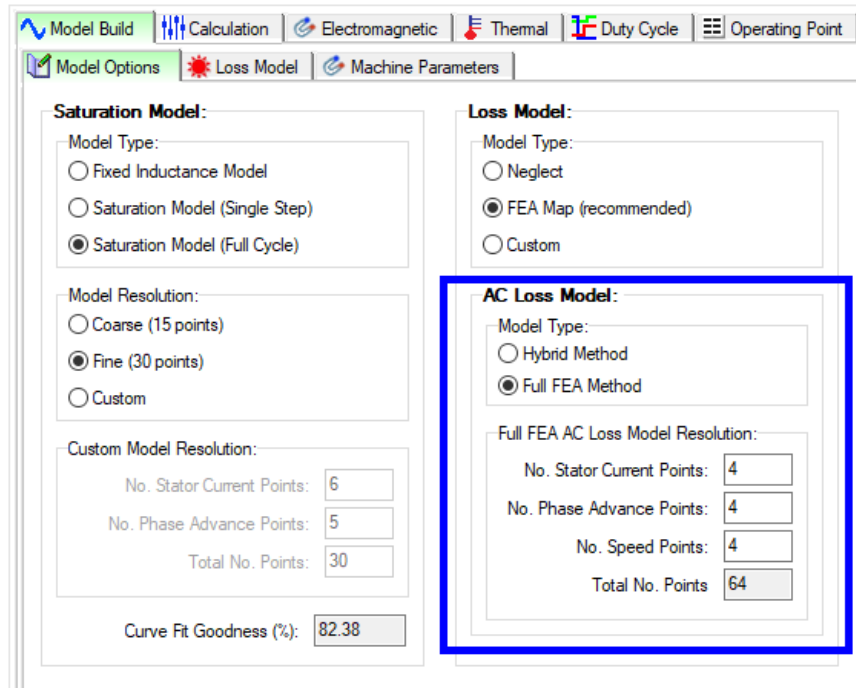 Model Build Calculation Electromagnetic Thermal Duty Cycle Operating Point
Model Options Loss Model Machine Parameters
Saturation Model:
Model Type:
Fixed Inductance Model
Saturation Model (Single Step)
Saturation Model (Full Cycle)
Model Resolution:
Coarse (15 points)
Fine (30 points)
Custom
Custom Model Resolution:
No. Stator Current Points: 6
No. Phase Advance Points: 5
Total No. Points: 30
Curve Fit Goodness (%): 82.38
Loss Model:
Model Type:
Neglect
FEA Map (recommended)
Custom
AC Loss Model:
Model Type:
Hybrid Method
Full FEA Method
Full FEA AC Loss Model Resolution:
No. Stator Current Points: 4
No. Phase Advance Points: 4
No. Speed Points: 4
Total No. Points 64